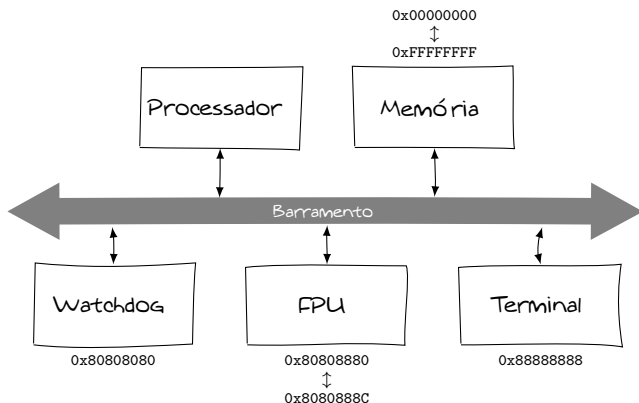 0x00000000
↕
0xFFFFFFFF
Processador
Memória
Barramento
Watchdog
FPU
Terminal
0x80808080
0x80808880
↕
0x8080888C
0x88888888